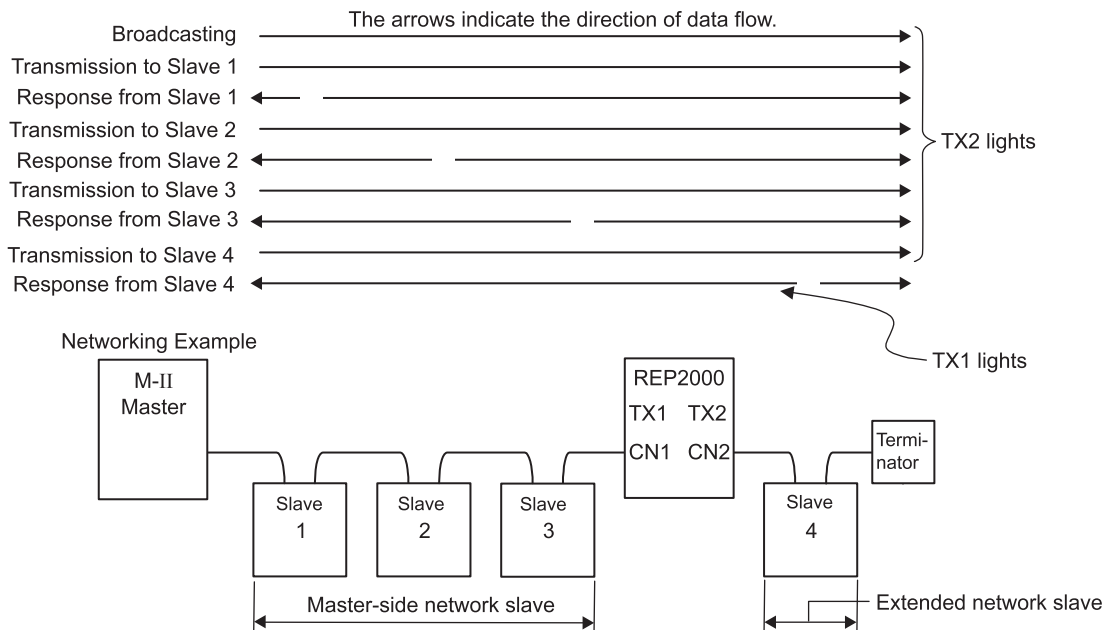 The arrows indicate the direction of data flow.
Broadcasting
Transmission to Slave 1
Response from Slave 1
Transmission to Slave 2
Response from Slave 2
Transmission to Slave 3
Response from Slave 3
Transmission to Slave 4
Response from Slave 4
TX2 lights
TX1 lights
Networking Example
M-II
Master
REP2000
TX1 TX2
CN1 CN2
Termi-
nator
Slave
1
Slave
2
Slave
3
Slave
4
Master-side network slave
Extended network slave